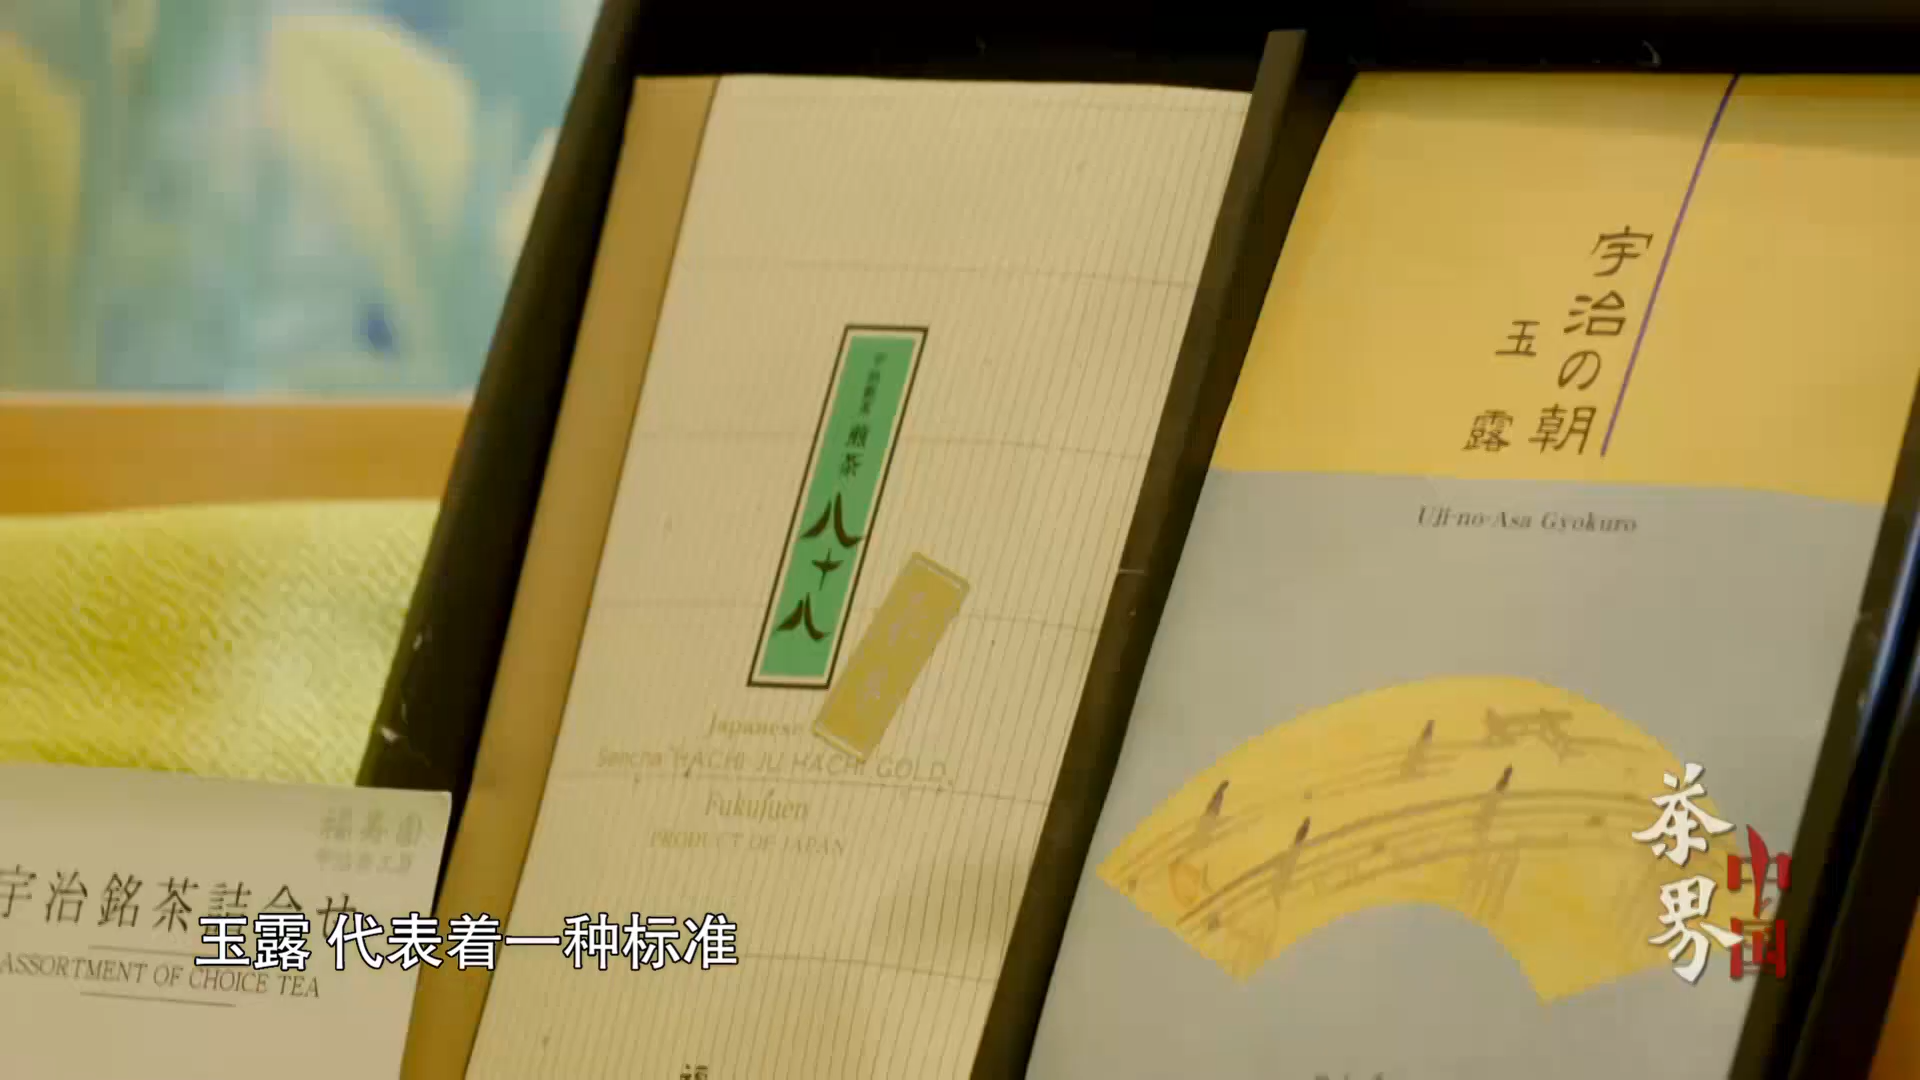 宇治の朝
玉露
Uji-no-Asa Gyokuro
煎茶
八十八
Japanese
Sencha HACHI JU HACHI GOLD
Fukujuen
PRODUCT OF JAPAN
福寿園
宇治銘茶詰合せ
ASSORTMENT OF CHOICE TEA
玉露 代表着一种标准
茶界
中国